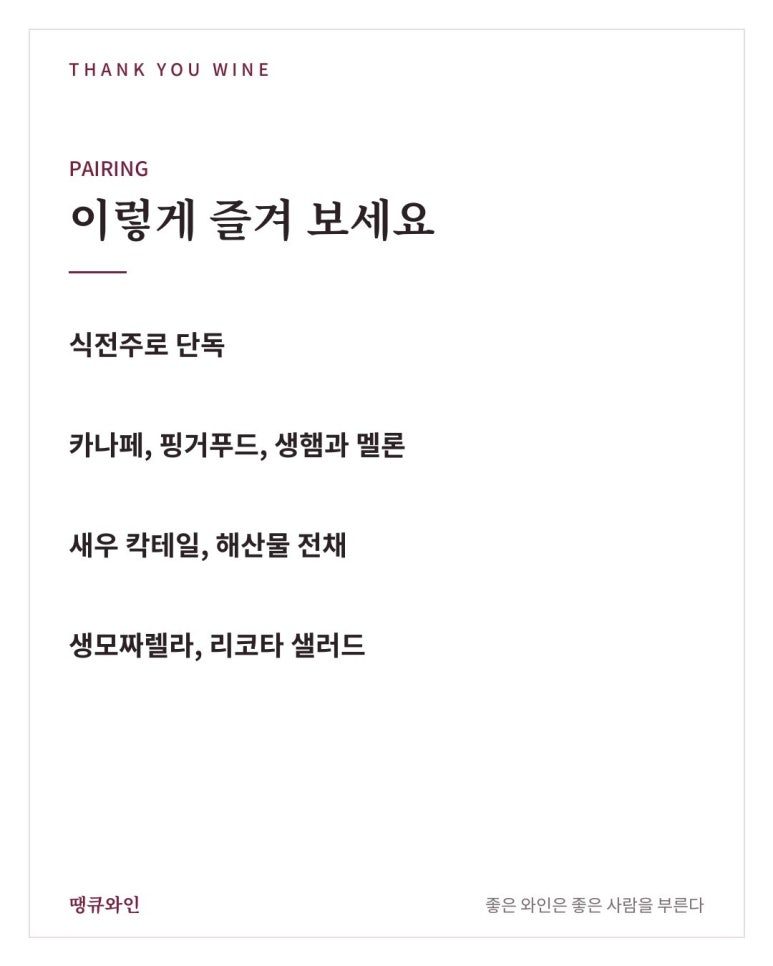 THANK YOU WINE
PAIRING
이렇게 즐겨 보세요
식전주로 단독
카나페, 핑거푸드, 생햄과 멜론
새우 칵테일, 해산물 전채
생모짜렐라, 리코타 샐러드
땡큐와인
좋은 와인은 좋은 사람을 부른다